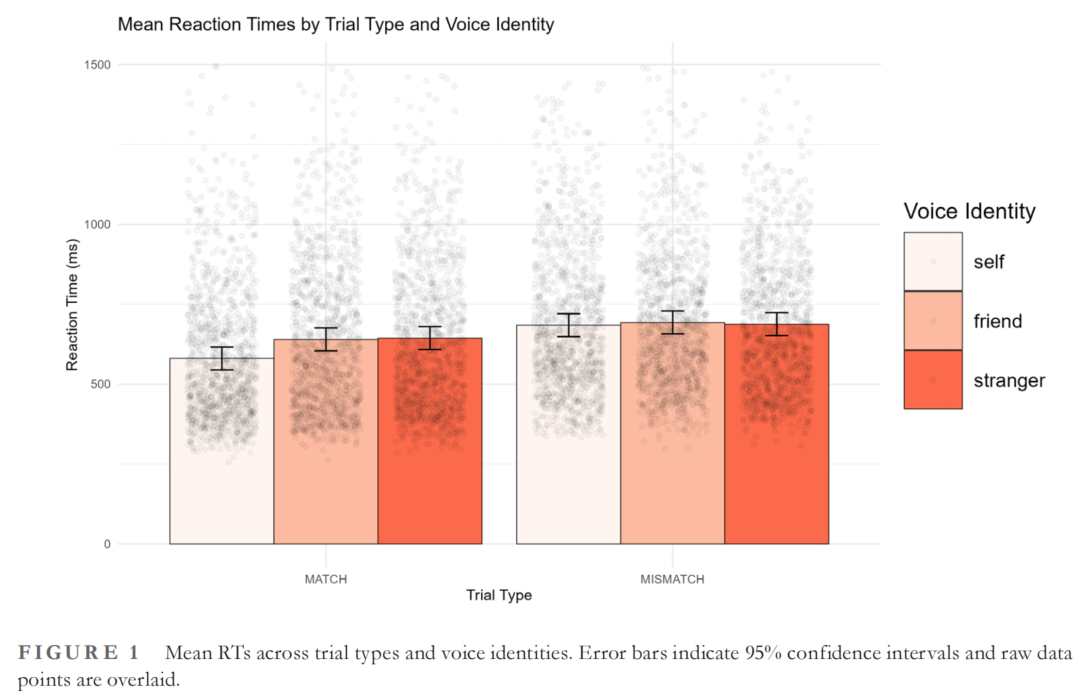 Mean Reaction Times by Trial Type and Voice Identity
1500
1000
500
0
Reaction Time (ms)
MATCH
MISMATCH
Trial Type
Voice Identity
self
friend
stranger
FIGURE 1 Mean RTs across trial types and voice identities. Error bars indicate 95% confidence intervals and raw data
points are overlaid.